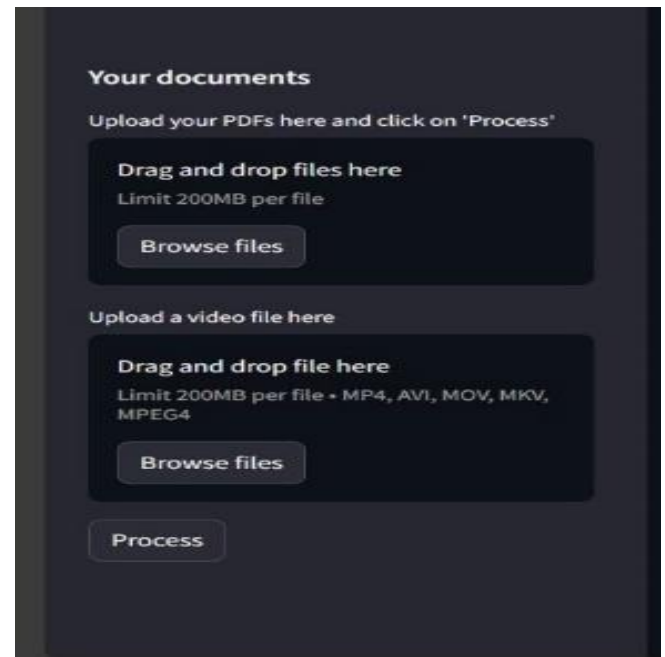 Your documents
Upload your PDFs here and click on 'Process'
Drag and drop files here
Limit 200MB per file
Browse files
Upload a video file here
Drag and drop file here
Limit 200MB per file • MP4, AVI, MOV, MKV,
MPEG4
Browse files
Process